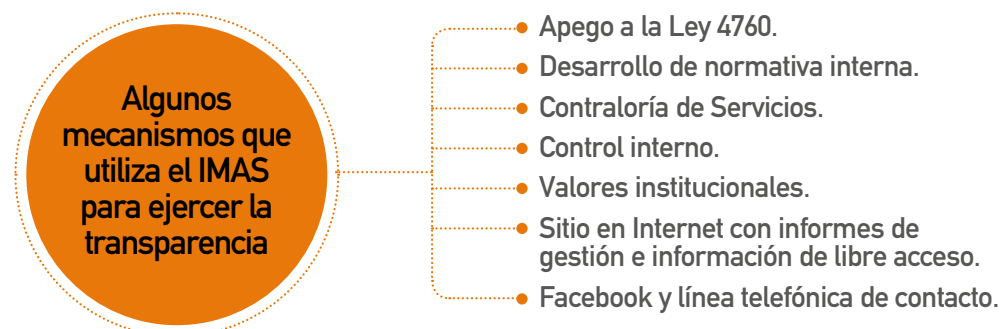 Algunos
mecanismos que
utiliza el IMAS
para ejercer la
transparencia
Apego a la Ley 4760.
Desarrollo de normativa interna.
Contraloría de Servicios.
Control interno.
Valores institucionales.
Sitio en Internet con informes de
gestión e información de libre acceso.
Facebook y línea telefónica de contacto.